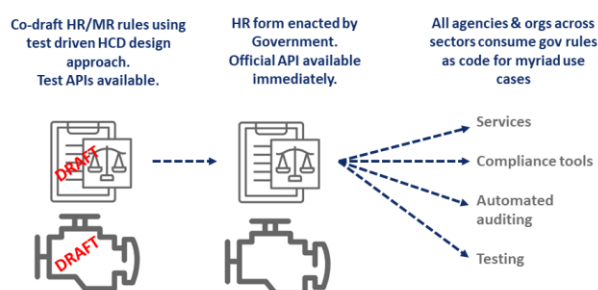 Co-draft HR/MR rules using
test driven HCD design
approach.
Test APIs available.
HR form enacted by
Government.
Official API available
immediately.
All agencies & orgs across
sectors consume gov rules
as code for myriad use
cases
DRAFT
DRAFT
Services
Compliance tools
Automated
auditing
Testing